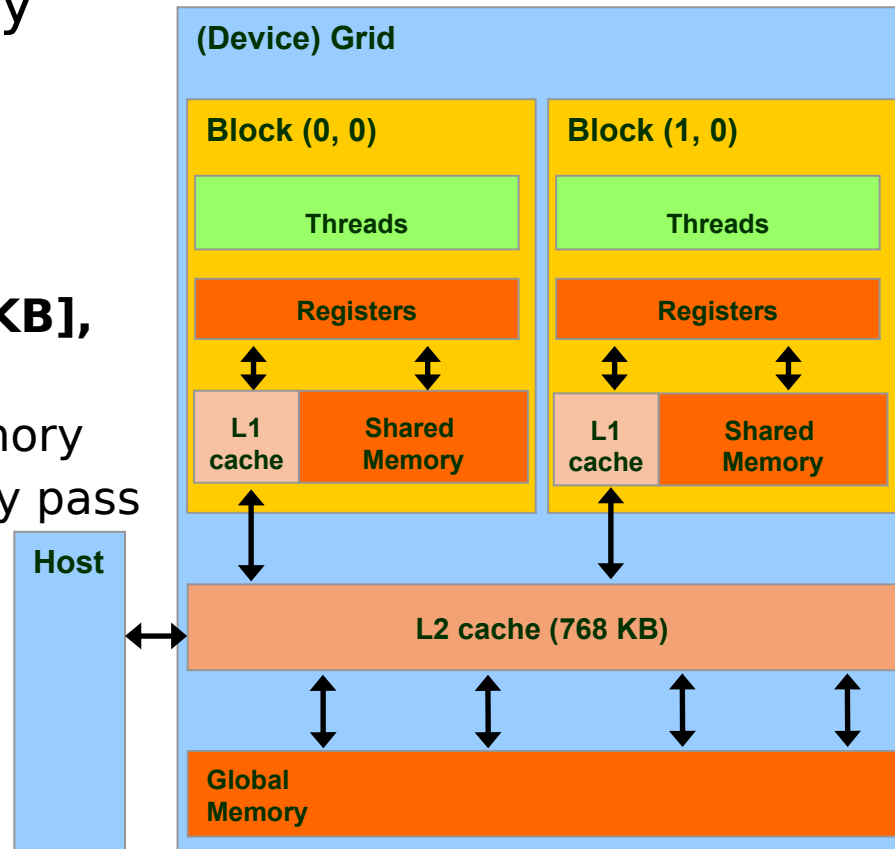 y
KB],
nory
y pass
(Device) Grid
Block (0, 0)
Threads
Registers
L1
cache
Shared
Memory
Block (1, 0)
Threads
Registers
L1
cache
Shared
Memory
Host
L2 cache (768 KB)
Global
Memory